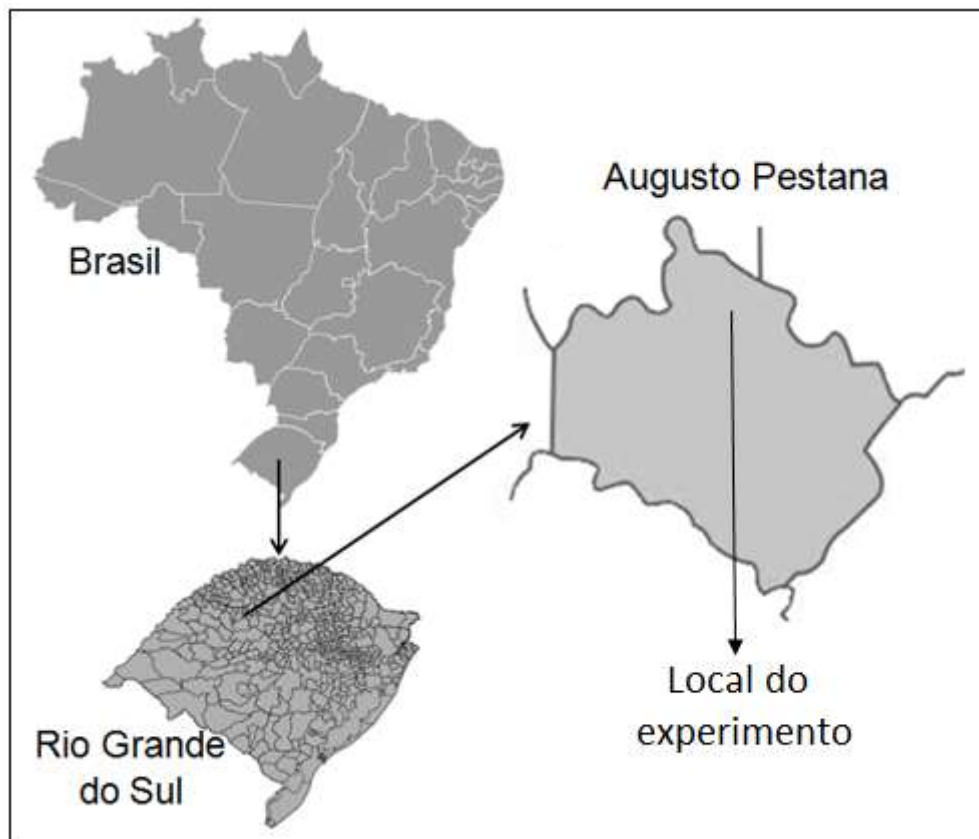 Brasil
Augusto Pestana
Local do
experimento
Rio Grande
do Sul